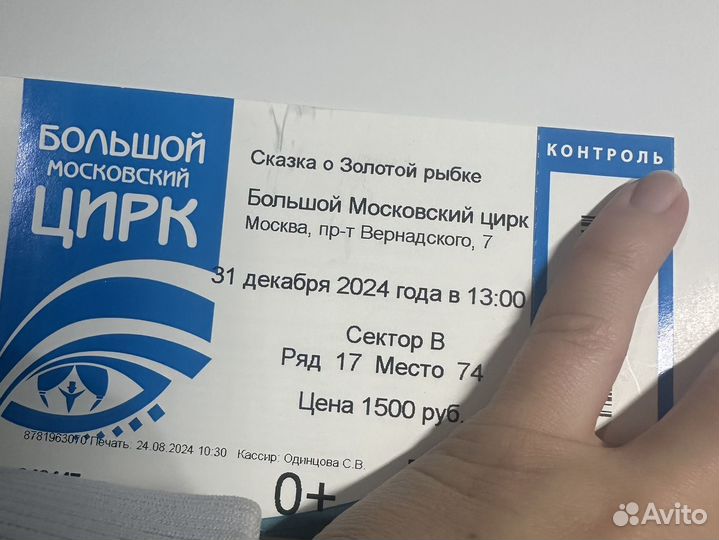 БОЛЬШОЙ
МОСКОВСКИЙ
ЦИРК
Сказка о Золотой рыбке
Большой Московский цирк
Москва, пр-т Вернадского, 7
31 декабря 2024 года в 13:00
Сектор B
Ряд 17 Место 74
Цена 1500 руб.
8781963070 Печать: 24.08.2024 10:30 Кассир: Одинцова С.В.
0+
КОНТРОЛЬ
Avito